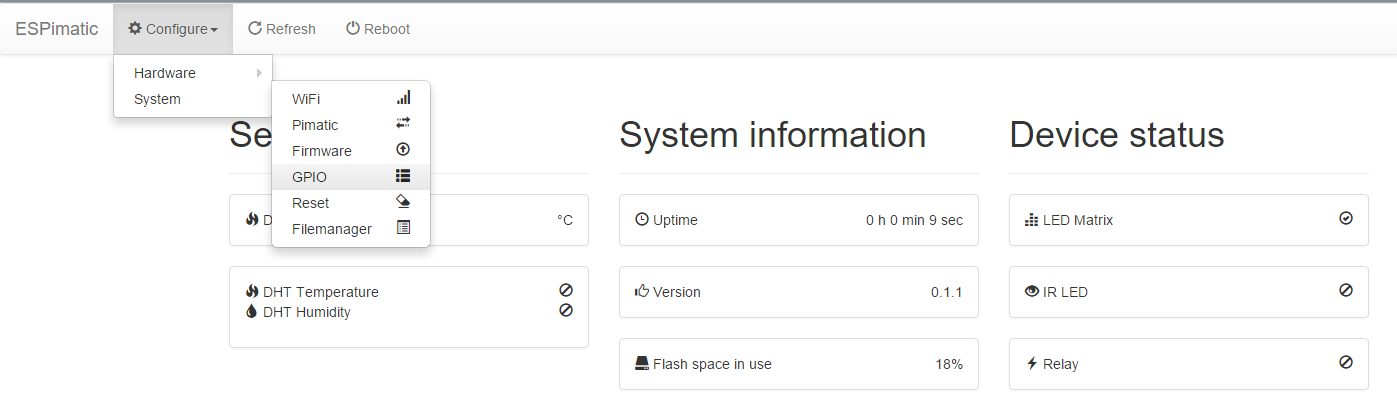 ESPimatic Configure Refresh Reboot
Hardware
System
WiFi
Pimatic
Firmware
GPIO
Reset
Filemanager
Se
System information
Device status
D °C
Uptime 0 h 0 min 9 sec
LED Matrix
DHT Temperature
DHT Humidity
Version 0.1.1
IR LED
Flash space in use 18%
Relay